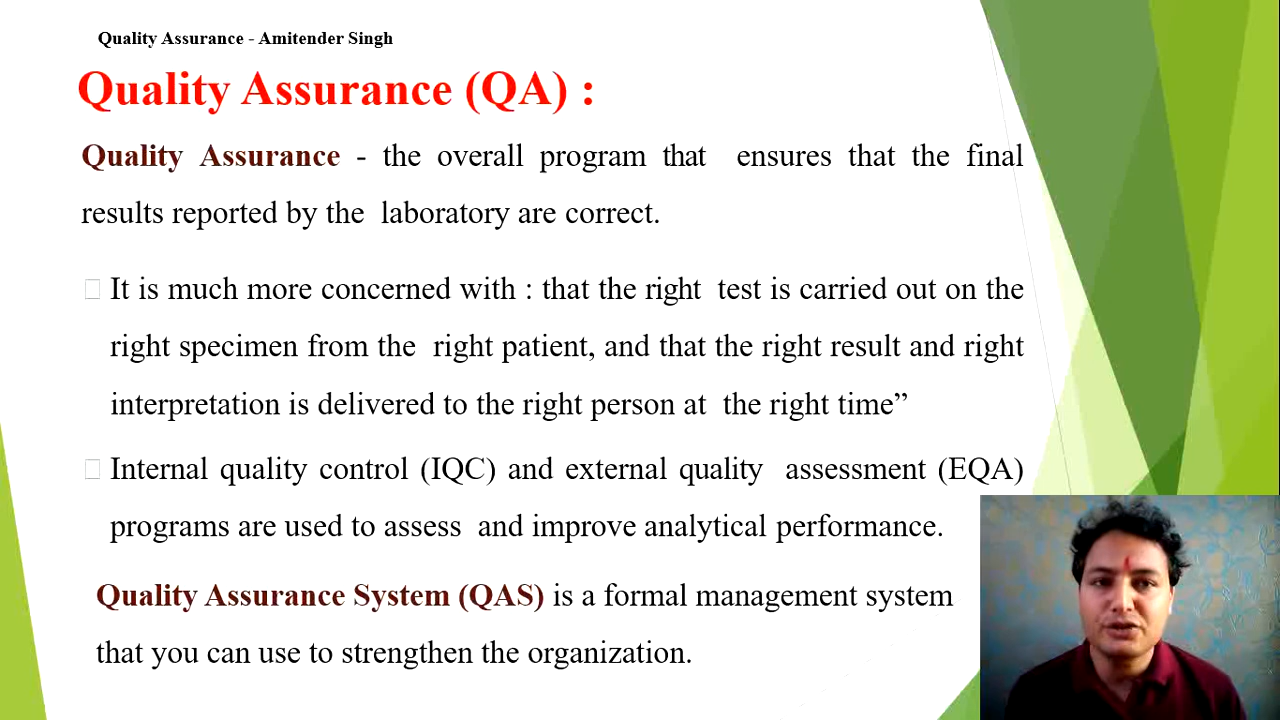 Quality Assurance - Amitender Singh
Quality Assurance (QA) :
Quality Assurance - the overall program that ensures that the final
results reported by the laboratory are correct.
It is much more concerned with : that the right test is carried out on the
right specimen from the right patient, and that the right result and right
interpretation is delivered to the right person at the right time”
Internal quality control (IQC) and external quality assessment (EQA)
programs are used to assess and improve analytical performance.
Quality Assurance System (QAS) is a formal management system
that you can use to strengthen the organization.